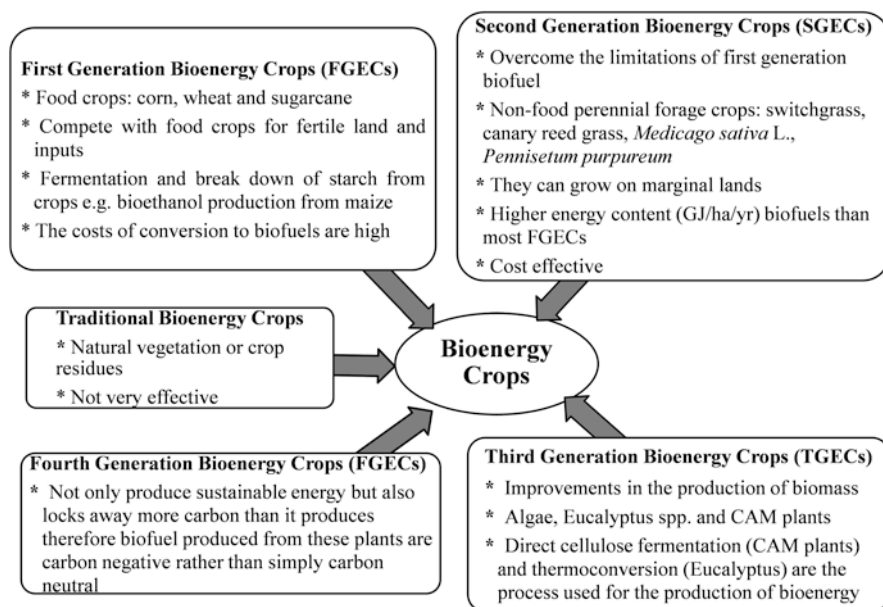 First Generation Bioenergy Crops (FGECs)
* Food crops: corn, wheat and sugarcane
* Compete with food crops for fertile land and
inputs
* Fermentation and break down of starch from
crops e.g. bioethanol production from maize
* The costs of conversion to biofuels are high
Second Generation Bioenergy Crops (SGECs)
* Overcome the limitations of first generation
biofuel
* Non-food perennial forage crops: switchgrass,
canary reed grass, Medicago sativa L.,
Pennisetum purpureum
* They can grow on marginal lands
* Higher energy content (GJ/ha/yr) biofuels than
most FGECs
* Cost effective
Traditional Bioenergy Crops
* Natural vegetation or crop
residues
* Not very effective
Bioenergy
Crops
Fourth Generation Bioenergy Crops (FGECs)
* Not only produce sustainable energy but also
locks away more carbon than it produces
therefore biofuel produced from these plants are
carbon negative rather than simply carbon
neutral
Third Generation Bioenergy Crops (TGECs)
* Improvements in the production of biomass
* Algae, Eucalyptus spp. and CAM plants
* Direct cellulose fermentation (CAM plants)
and thermoconversion (Eucalyptus) are the
process used for the production of bioenergy